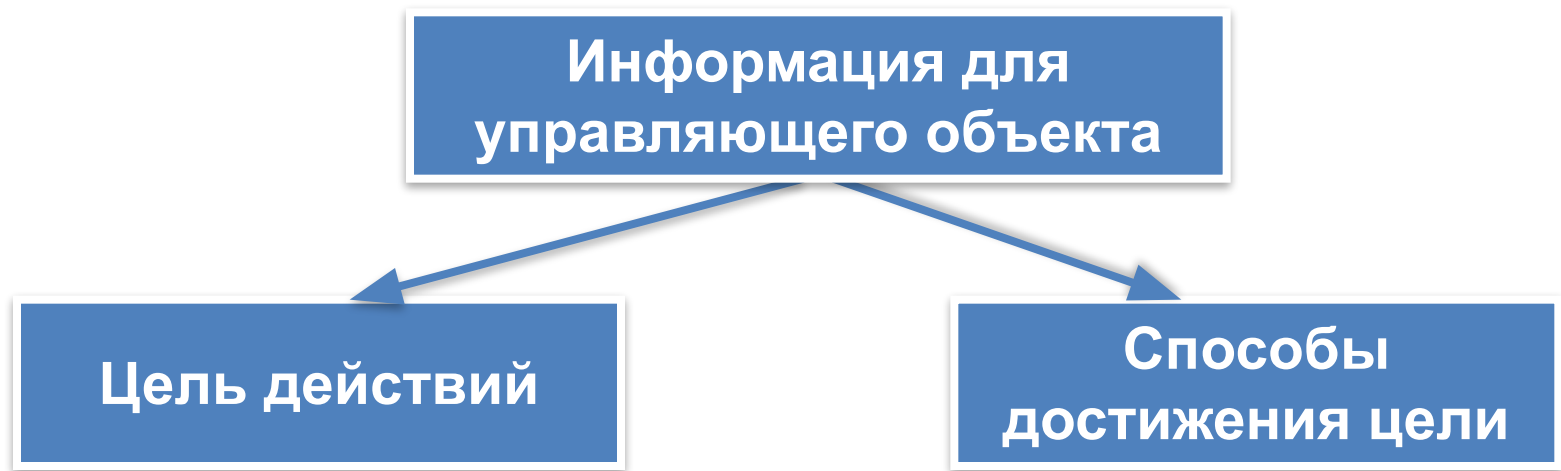 Информация для
управляющего объекта
Цель действий
Способы
достижения цели